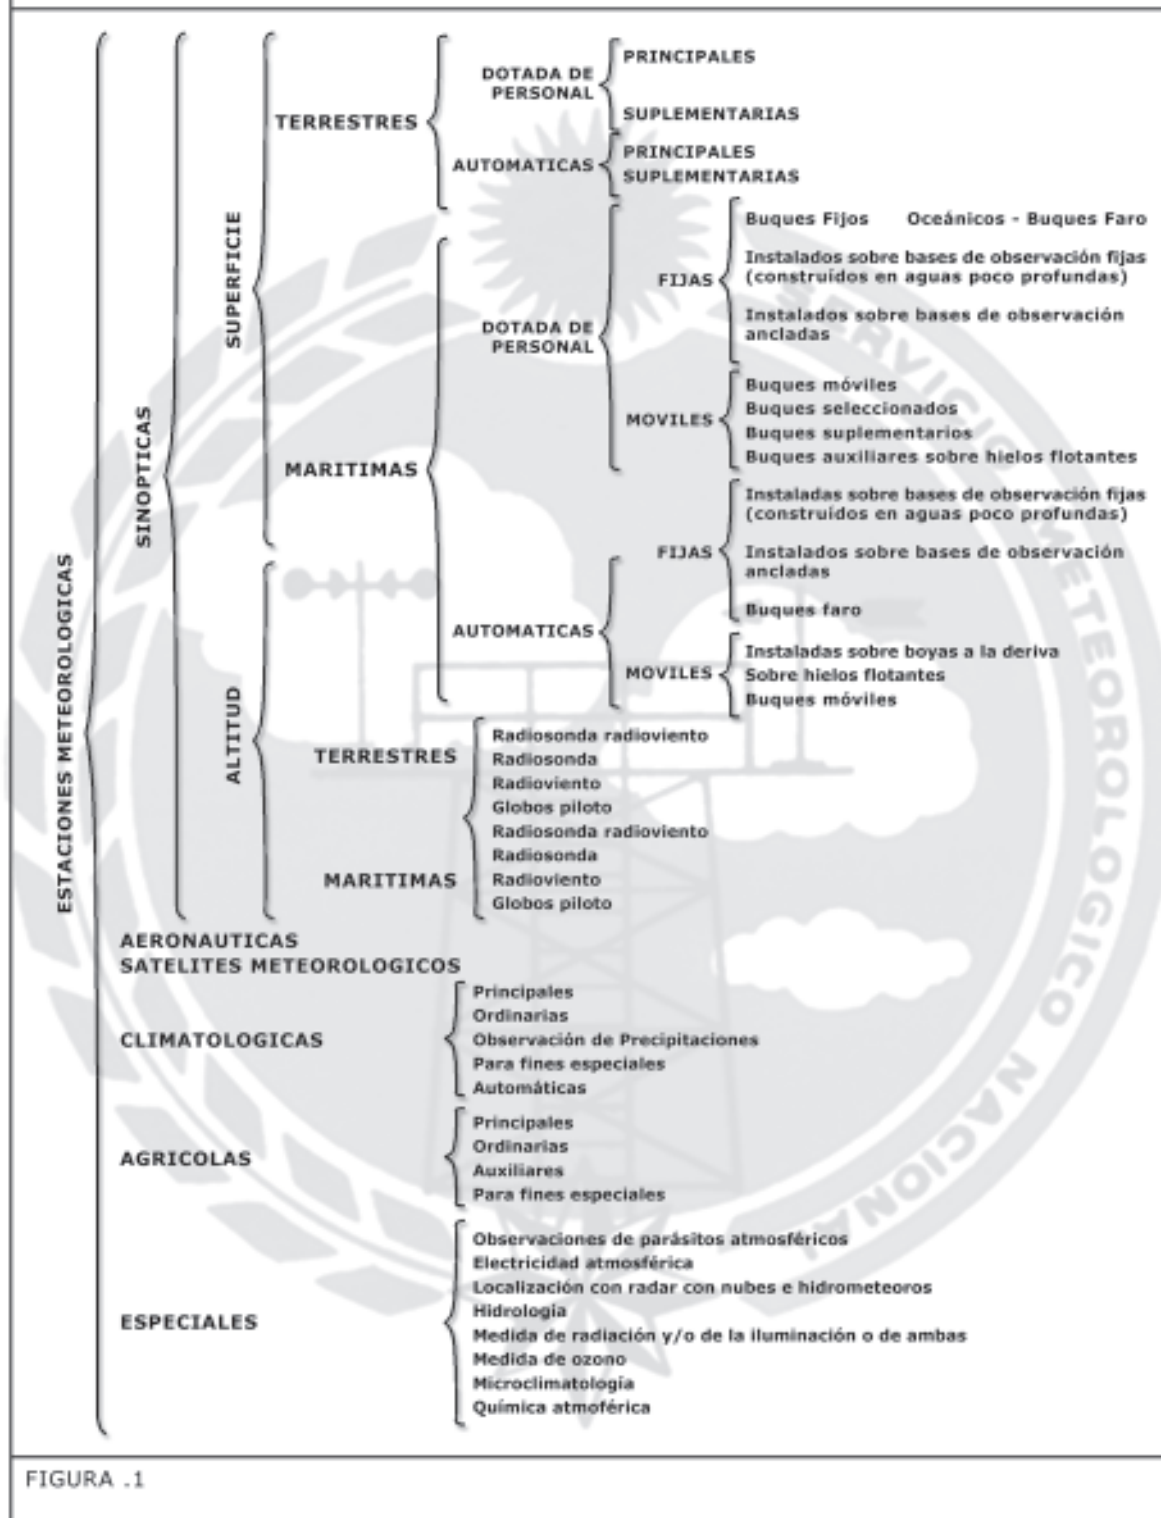 ESTACIONES METEOROLOGICAS
SINOPTICAS
SUPERFICIE
TERRESTRES
DOTADA DE
PERSONAL
PRINCIPALES
SUPLEMENTARIAS
AUTOMATICAS
PRINCIPALES
SUPLEMENTARIAS
MARITIMAS
DOTADA DE
PERSONAL
FIJAS
Buques Fijos Oceánicos - Buques Faro
Instalados sobre bases de observación fijas
(construídos en aguas poco profundas)
Instalados sobre bases de observación
ancladas
MOVILES
Buques móviles
Buques seleccionados
Buques suplementarios
Buques auxiliares sobre hielos flotantes
AUTOMATICAS
FIJAS
Instaladas sobre bases de observación fijas
(construídos en aguas poco profundas)
Instalados sobre bases de observación
ancladas
Buques faro
MOVILES
Instaladas sobre boyas a la deriva
Sobre hielos flotantes
Buques móviles
ALTITUD
TERRESTRES
Radiosonda radioviento
Radiosonda
Radioviento
Globos piloto
MARITIMAS
Radiosonda radioviento
Radiosonda
Radioviento
Globos piloto
AERONAUTICAS
SATELITES METEOROLOGICOS
CLIMATOLOGICAS
Principales
Ordinarias
Observación de Precipitaciones
Para fines especiales
Automáticas
AGRICOLAS
Principales
Ordinarias
Auxiliares
Para fines especiales
ESPECIALES
Observaciones de parásitos atmosféricos
Electricidad atmosférica
Localización con radar con nubes e hidrometeoros
Hidrología
Medida de radiación y/o de la iluminación o de ambas
Medida de ozono
Microclimatología
Química atmoférica
SERVICIO METEOROLOGICO NACIONAL
FIGURA .1